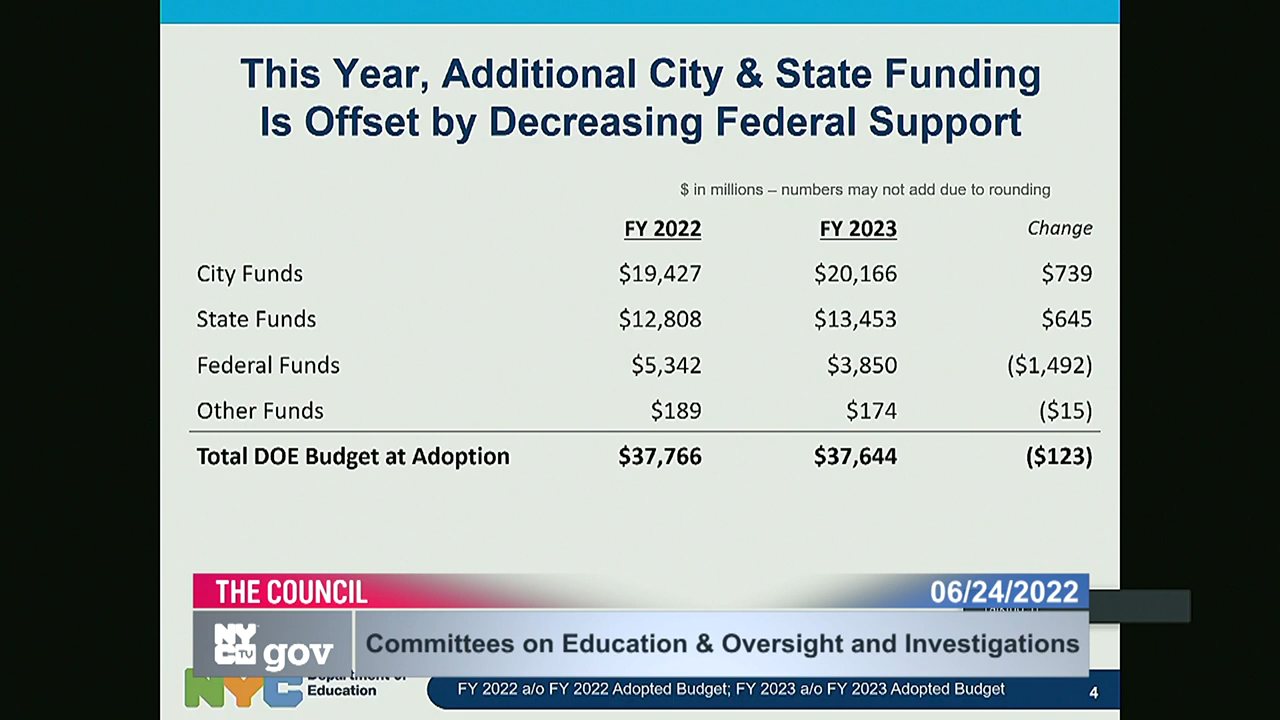 This Year, Additional City & State Funding
Is Offset by Decreasing Federal Support
$ in millions – numbers may not add due to rounding
FY 2022 FY 2023 Change
City Funds $19,427 $20,166 $739
State Funds $12,808 $13,453 $645
Federal Funds $5,342 $3,850 ($1,492)
Other Funds $189 $174 ($15)
Total DOE Budget at Adoption $37,766 $37,644 ($123)
THE COUNCIL 06/24/2022
NYC TV gov Committees on Education & Oversight and Investigations
NYC Department of
Education
FY 2022 a/o FY 2022 Adopted Budget; FY 2023 a/o FY 2023 Adopted Budget 4